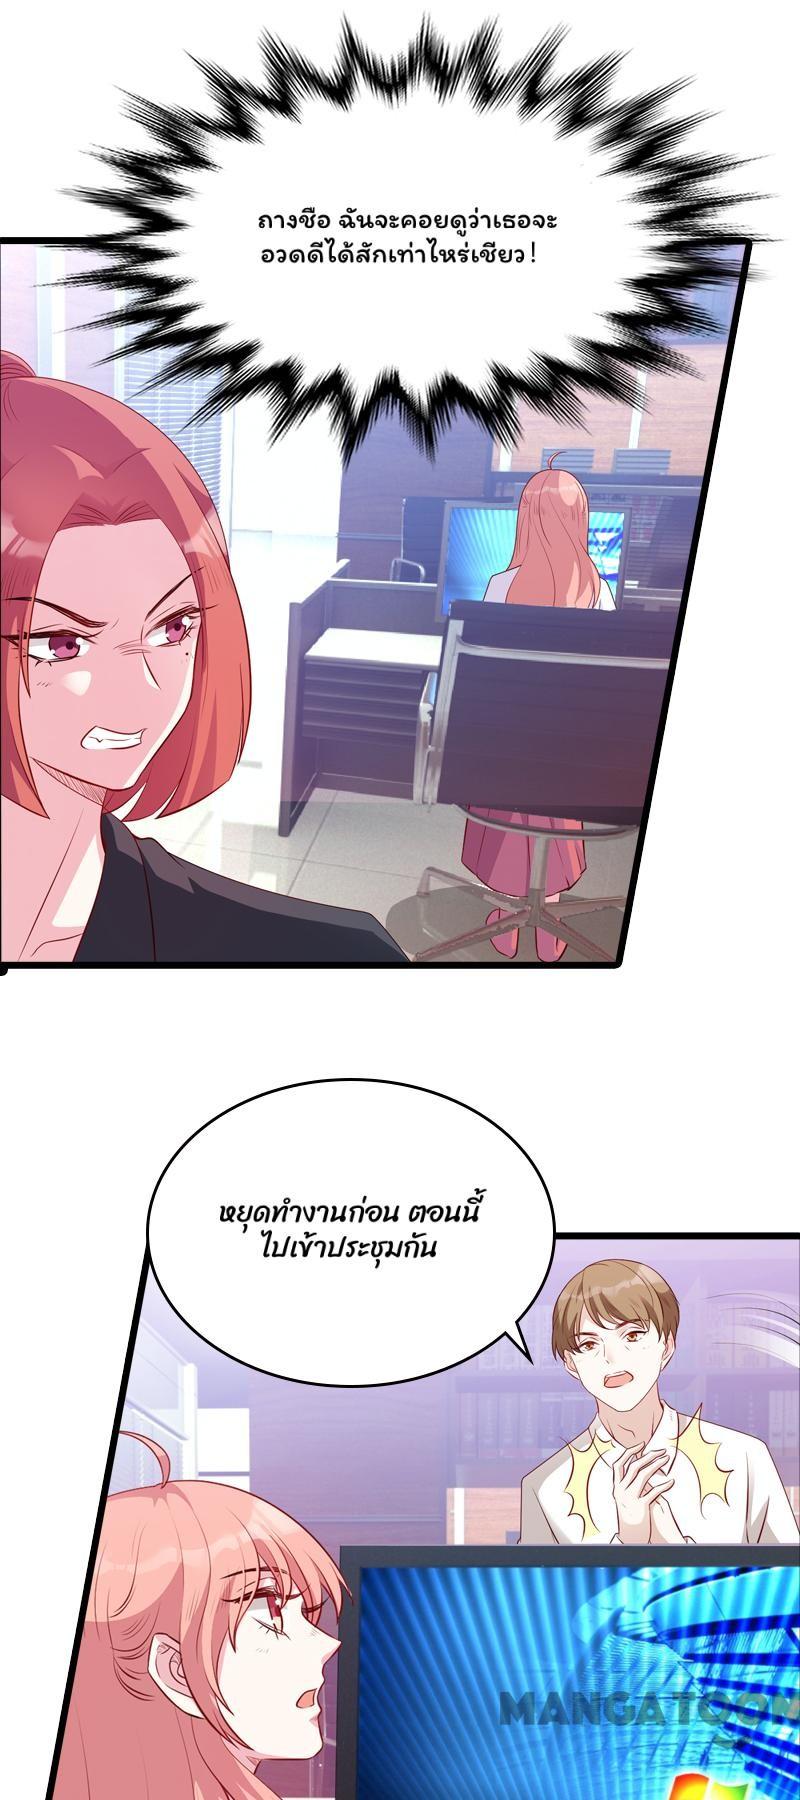 ถางซือ ฉันจะคอยดูว่าเธอจะ
อวดดีได้สักเท่าไหร่เชียว!
หยุดทำงานก่อน ตอนนี้
ไปเข้าประชุมกัน
MANGATOON